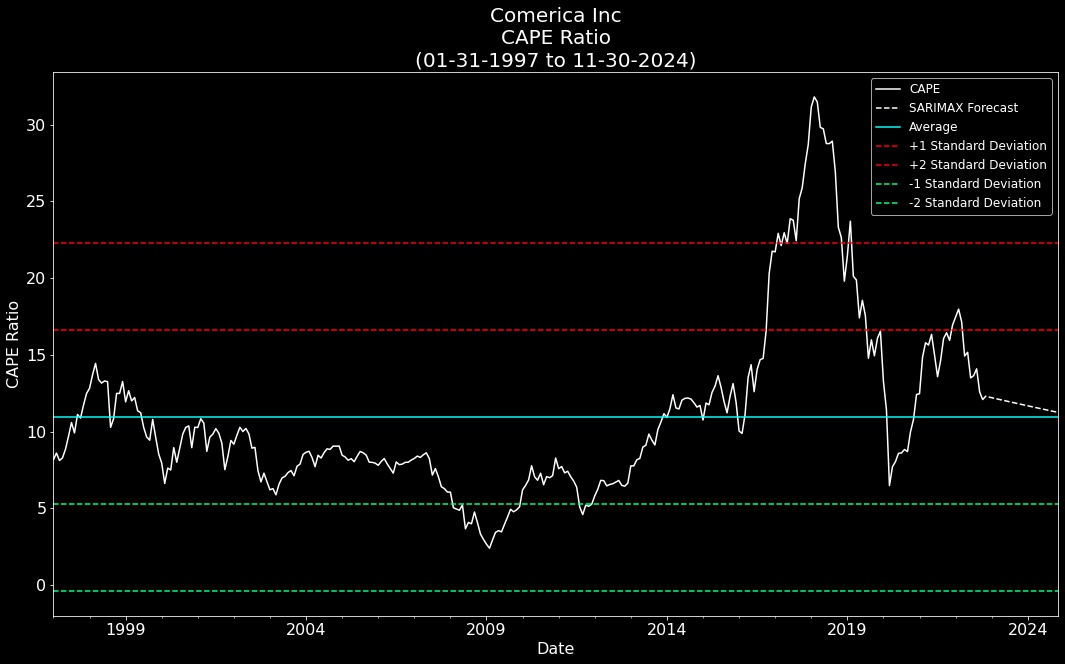 Comerica Inc
CAPE Ratio
(01-31-1997 to 11-30-2024)
CAPE
SARIMAX Forecast
Average
+1 Standard Deviation
+2 Standard Deviation
-1 Standard Deviation
-2 Standard Deviation
CAPE Ratio
30
25
20
15
10
5
0
1999
2004
2009
2014
2019
2024
Date